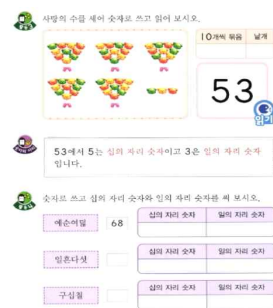 사탕의 수를 세어 숫자로 쓰고 읽어 보시오.
10개씩 묶음 낱개
53
읽기
53에서 5는 십의 자리 숫자이고 3은 일의 자리 숫자
입니다.
숫자로 쓰고 십의 자리 숫자와 일의 자리 숫자를 써 보시오.
십의 자리 숫자 일의 자리 숫자
예순여덟 68
십의 자리 숫자 일의 자리 숫자
일흔다섯
십의 자리 숫자 일의 자리 숫자
구십칠